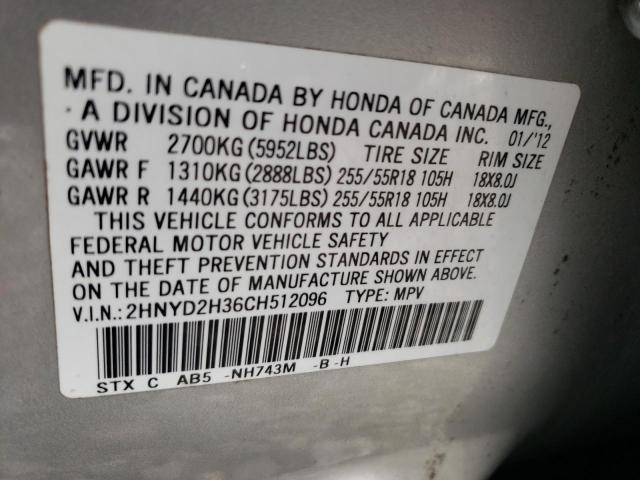 MFD. IN CANADA BY HONDA OF CANADA MFG.,
A DIVISION OF HONDA CANADA INC. 01/'12
GVWR 2700KG(5952LBS) TIRE SIZE RIM SIZE
GAWR F 1310KG(2888LBS) 255/55R18 105H 18X8.0J
GAWR R 1440KG(3175LBS) 255/55R18 105H 18X8.0J
THIS VEHICLE CONFORMS TO ALL APPLICABLE
FEDERAL MOTOR VEHICLE SAFETY
AND THEFT PREVENTION STANDARDS IN EFFECT
ON THE DATE OF MANUFACTURE SHOWN ABOVE.
V.I.N.:2HNYD2H36CH512096 TYPE: MPV
STX C AB5 -NH743M -B -H